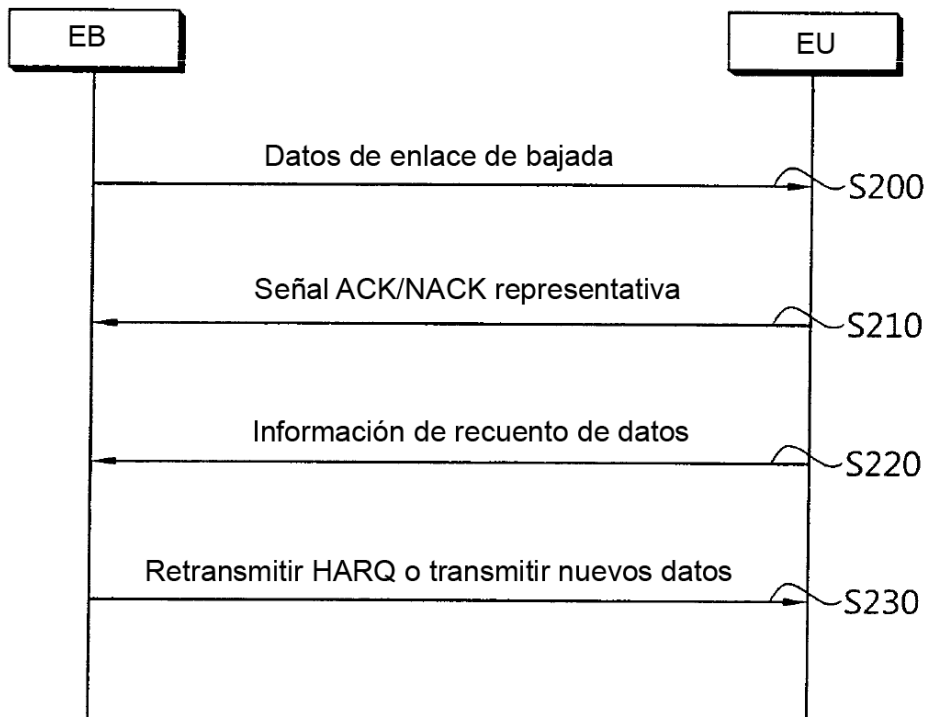 EB
EU
Datos de enlace de bajada
S200
Señal ACK/NACK representativa
S210
Información de recuento de datos
S220
Retransmitir HARQ o transmitir nuevos datos
S230